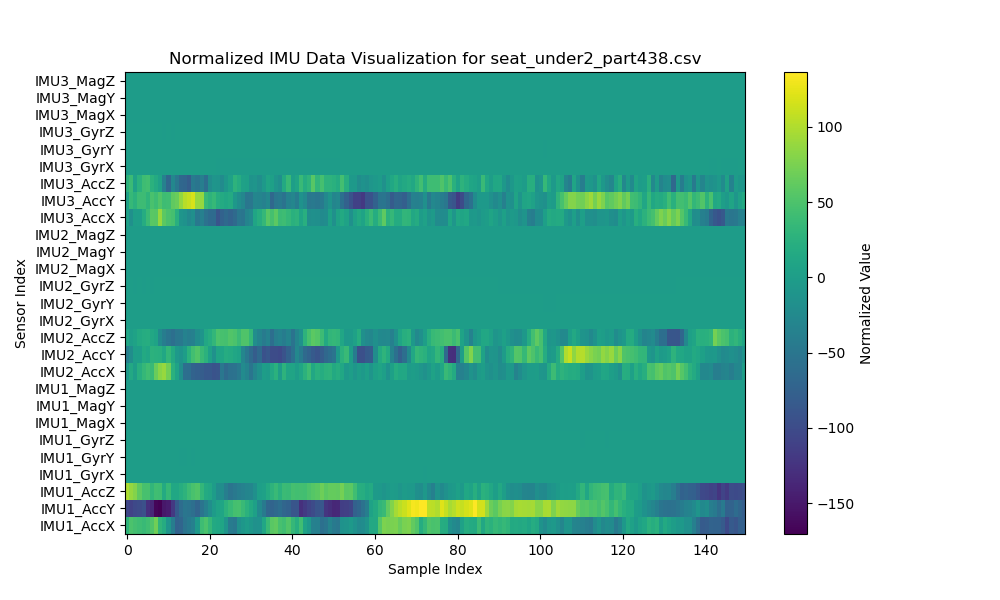 Normalized IMU Data Visualization for seat_under2_part438.csv
IMU3_MagZ
IMU3_MagY
IMU3_MagX
IMU3_GyrZ
IMU3_GyrY
IMU3_GyrX
IMU3_AccZ
IMU3_AccY
IMU3_AccX
IMU2_MagZ
IMU2_MagY
IMU2_MagX
IMU2_GyrZ
IMU2_GyrY
IMU2_GyrX
IMU2_AccZ
IMU2_AccY
IMU2_AccX
IMU1_MagZ
IMU1_MagY
IMU1_MagX
IMU1_GyrZ
IMU1_GyrY
IMU1_GyrX
IMU1_AccZ
IMU1_AccY
IMU1_AccX
Sensor Index
0 20 40 60 80 100 120 140
Sample Index
100
50
0
−50
−100
−150
Normalized Value